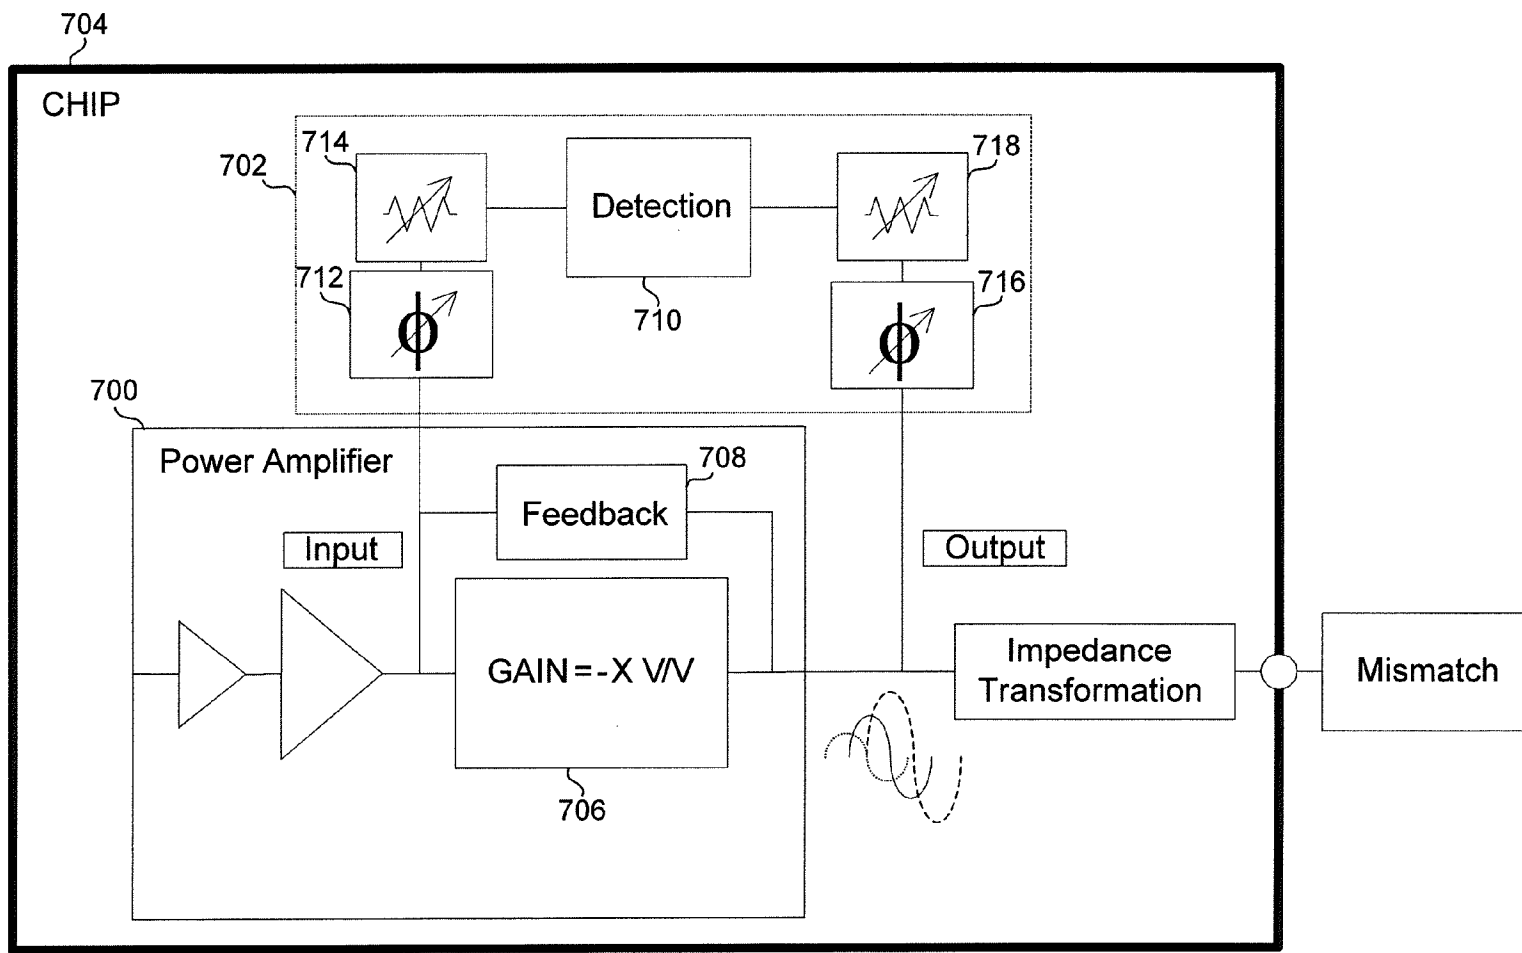 704
CHIP
714
718
702
Detection
712
716
710
ϕ
ϕ
700
Power Amplifier
708
Feedback
Input
Output
GAIN=-X V/V
Impedance
Transformation
Mismatch
706